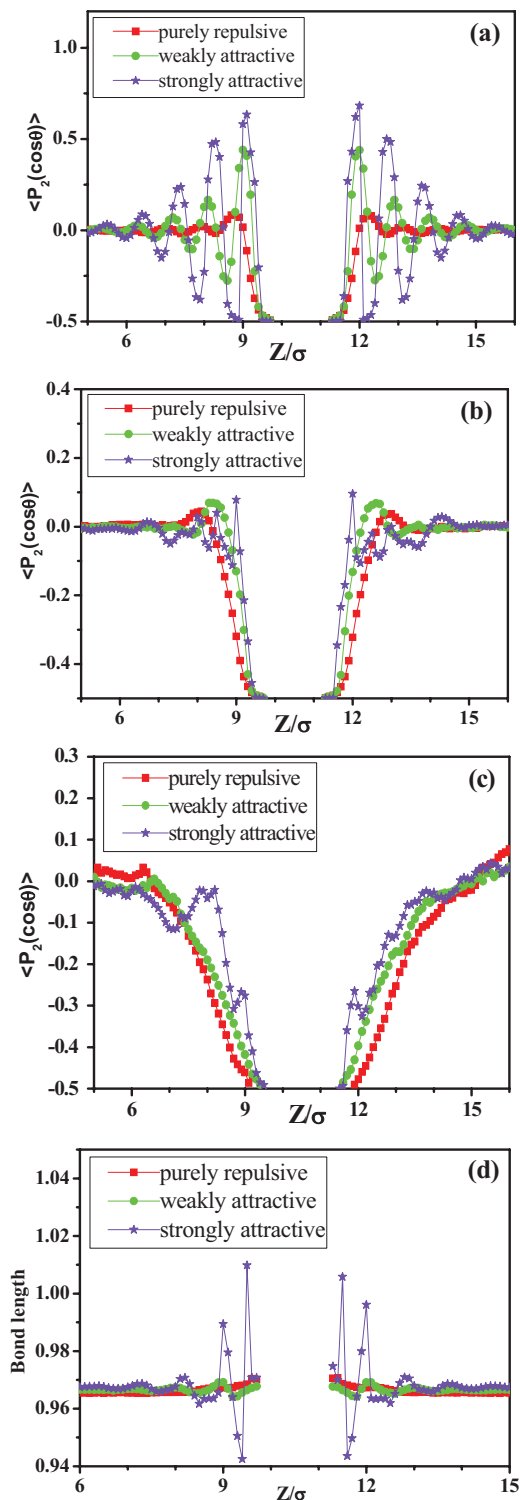 purely repulsive
weakly attractive
strongly attractive
(a)
1.0
0.5
0.0
-0.5
<P2(cosθ)>
6
9
12
15
Z/σ
purely repulsive
weakly attractive
strongly attractive
(b)
0.4
0.2
0.0
-0.2
-0.4
<P2(cosθ)>
6
9
12
15
Z/σ
purely repulsive
weakly attractive
strongly attractive
(c)
0.3
0.2
0.1
0.0
-0.1
-0.2
-0.3
-0.4
-0.5
<P2(cosθ)>
6
9
12
15
Z/σ
purely repulsive
weakly attractive
strongly attractive
(d)
1.04
1.02
1.00
0.98
0.96
0.94
Bond length
6
9
12
15
Z/σ